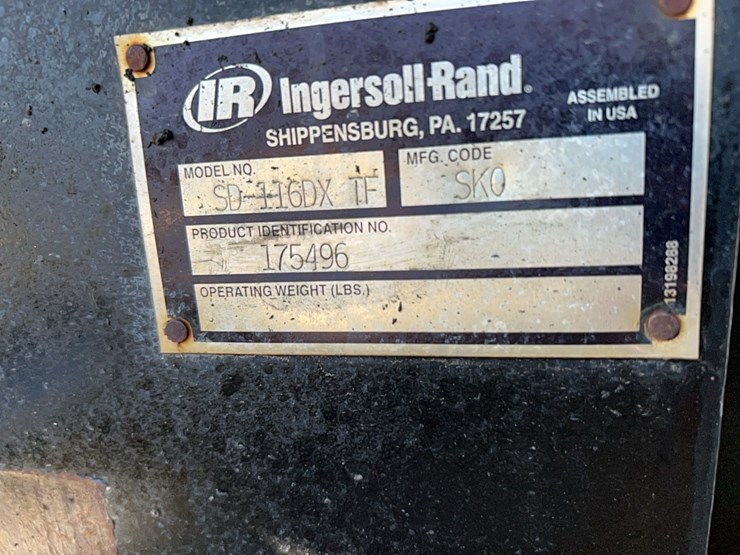 IR Ingersoll-Rand®
SHIPPENSBURG, PA. 17257
ASSEMBLED
IN USA
MODEL NO.
SD-116DX TF
MFG. CODE
SKO
PRODUCT IDENTIFICATION NO.
175496
OPERATING WEIGHT (LBS.)
13198288